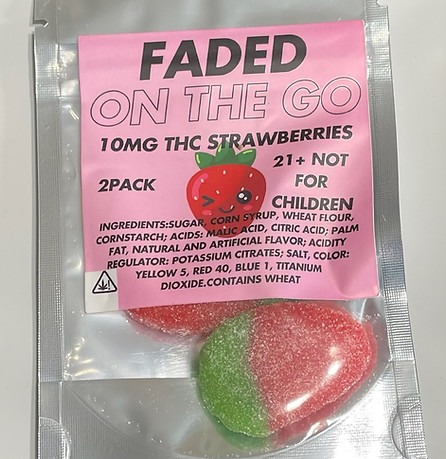 FADED
ON THE GO
10MG THC STRAWBERRIES
2PACK
21+ NOT
FOR
CHILDREN
INGREDIENTS:SUGAR, CORN SYRUP, WHEAT FLOUR,
CORNSTARCH; ACIDS: MALIC ACID, CITRIC ACID; PALM
FAT, NATURAL AND ARTIFICIAL FLAVOR; ACIDITY
REGULATOR: POTASSIUM CITRATES; SALT, COLOR:
YELLOW 5, RED 40, BLUE 1, TITANIUM
DIOXIDE.CONTAINS WHEAT